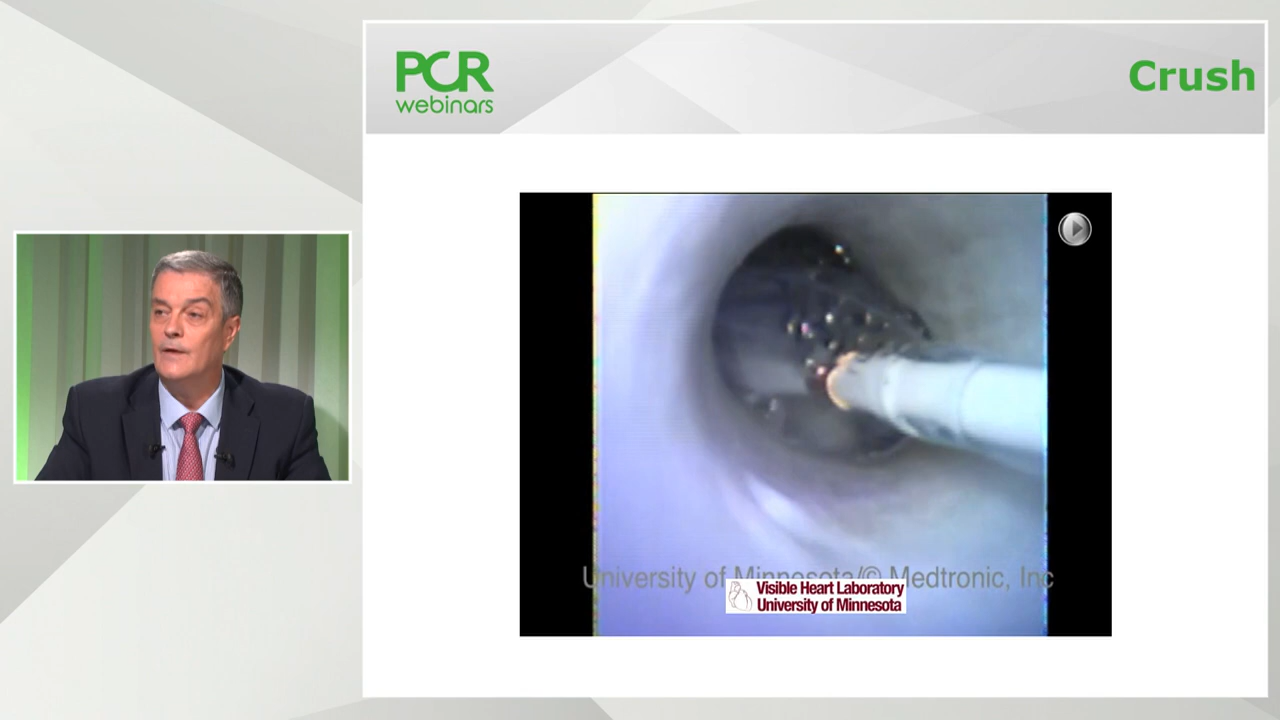 PCR
webinars
Crush
University of Minnesota/© Medtronic, Inc
Visible Heart Laboratory
University of Minnesota